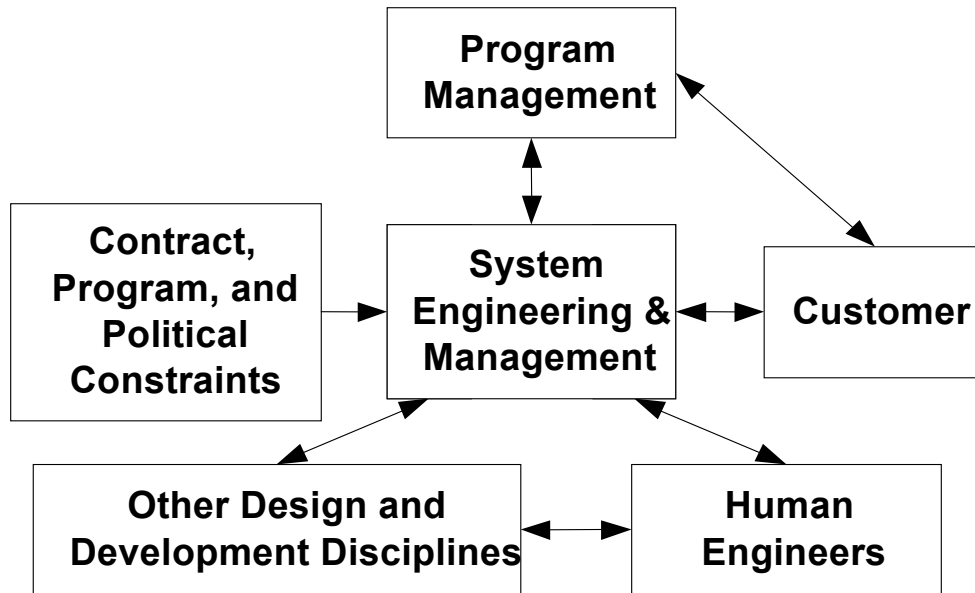 Program
Management
Contract,
Program, and
Political
Constraints
System
Engineering &
Management
Customer
Other Design and
Development Disciplines
Human
Engineers